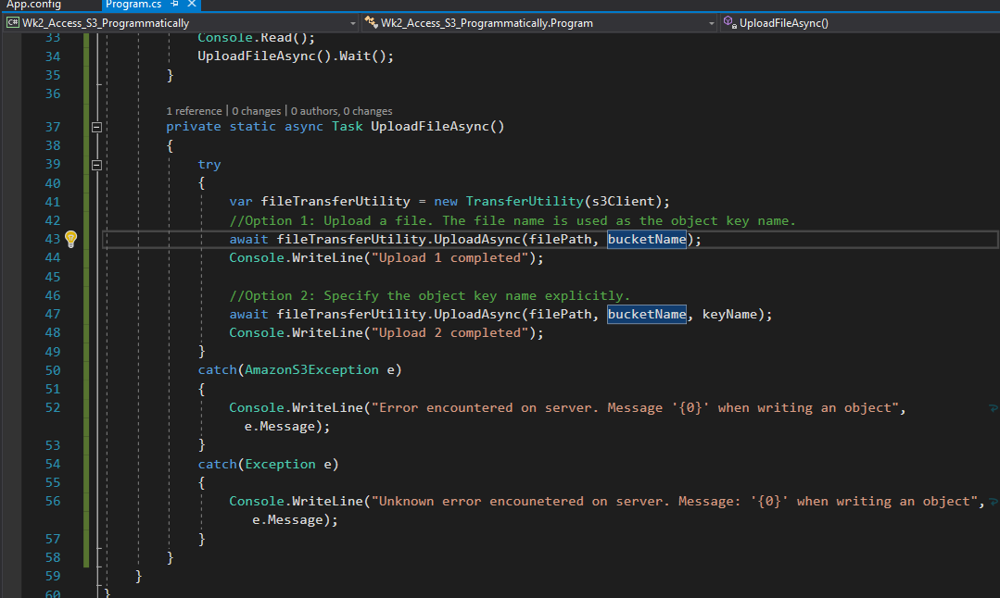 App.config
Program.cs
C# Wk2_Access_S3_Programmatically
Wk2_Access_S3_Programmatically.Program
UploadFileAsync()
33 Console.Read();
34 UploadFileAsync().Wait();
35 }
36
1 reference | 0 changes | 0 authors, 0 changes
37 private static async Task UploadFileAsync()
38 {
39 try
40 {
41 var fileTransferUtility = new TransferUtility(s3Client);
42 //Option 1: Upload a file. The file name is used as the object key name.
43 await fileTransferUtility.UploadAsync(filePath, bucketName);
44 Console.WriteLine("Upload 1 completed");
45
46 //Option 2: Specify the object key name explicitly.
47 await fileTransferUtility.UploadAsync(filePath, bucketName, keyName);
48 Console.WriteLine("Upload 2 completed");
49 }
50 catch(AmazonS3Exception e)
51 {
52 Console.WriteLine("Error encountered on server. Message '{0}' when writing an object",
e.Message);
53 }
54 catch(Exception e)
55 {
56 Console.WriteLine("Unknown error encounetered on server. Message: '{0}' when writing an object",
e.Message);
57 }
58 }
59 }
60 }